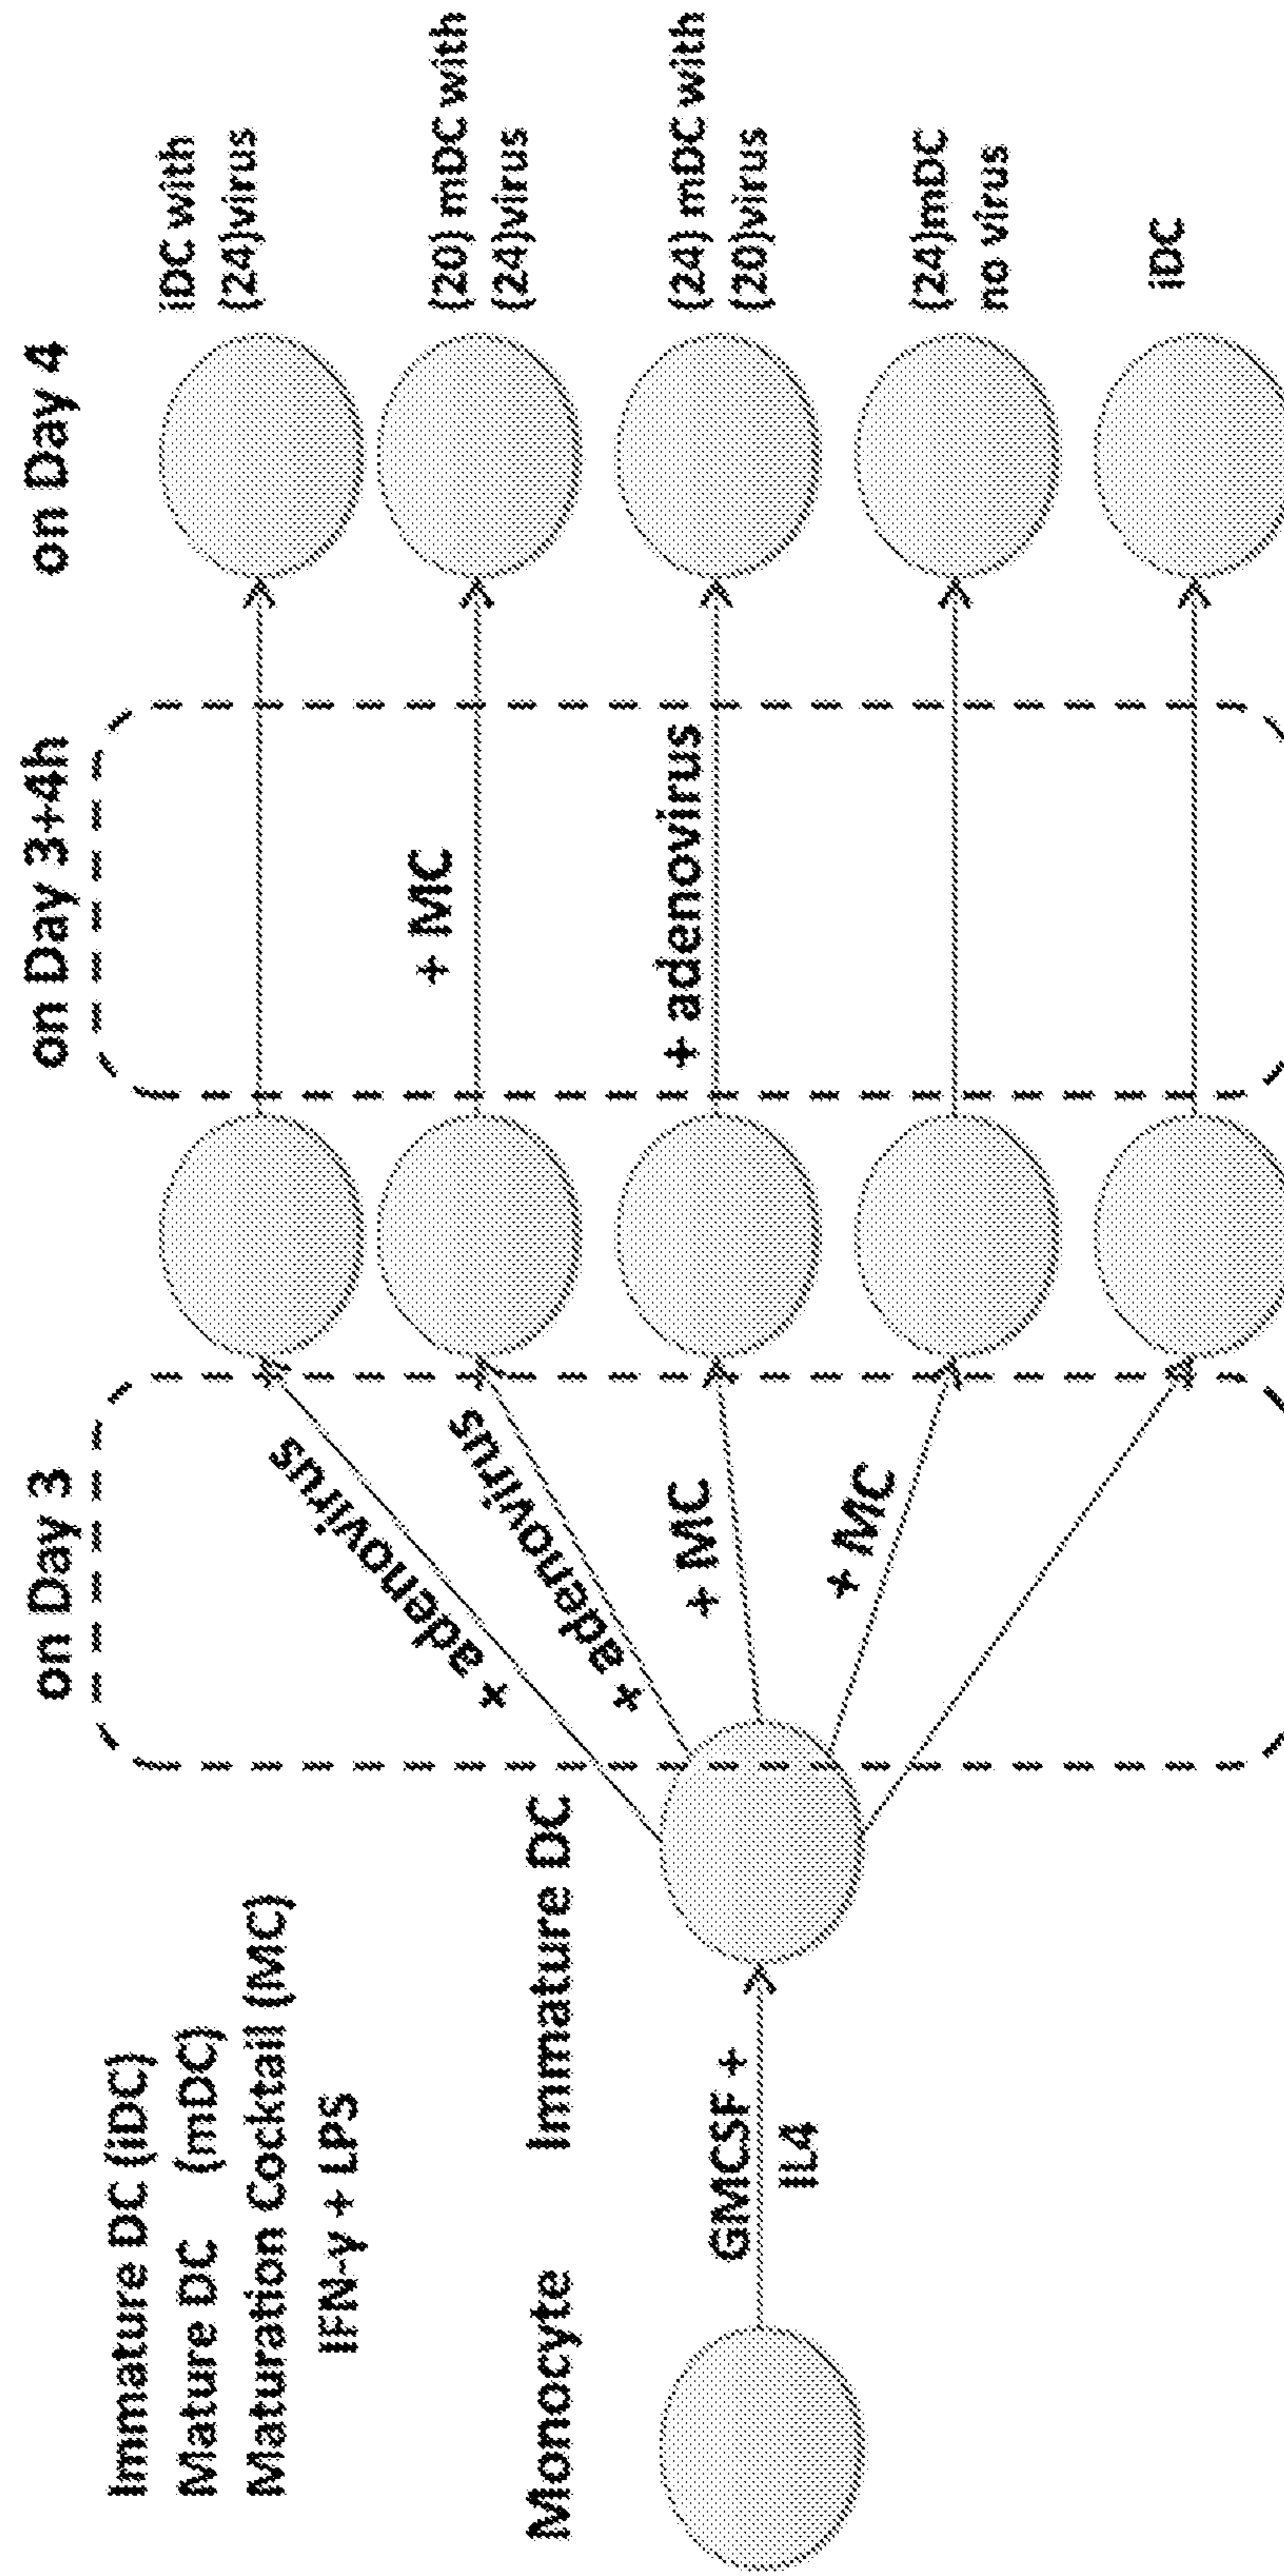 Immature DC (iDC)
Mature DC (mDC)
Maturation Cocktail (MC)
IFN-γ + LPS
Monocyte
Immature DC
GMCSF +
IL4
on Day 3
+ adenovirus
+ adenovirus
+ MC
+ MC
on Day 3+4h
+ MC
+ adenovirus
on Day 4
iDC with
(24)virus
(20) mDC with
(24)virus
(24) mDC with
(20)virus
(24)mDC
no virus
iDC